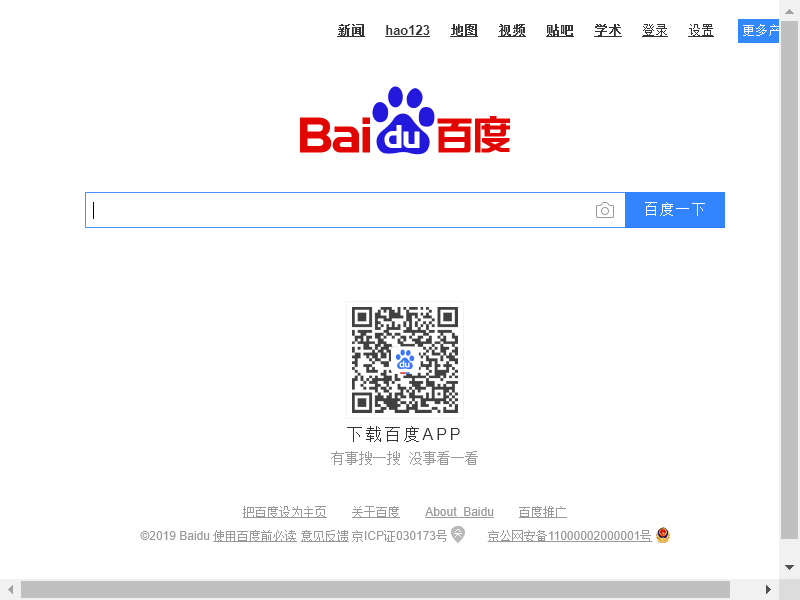 新闻 hao123 地图 视频 贴吧 学术 登录 设置 更多产
Bai du 百度
百度一下
du
下载百度APP
有事搜一搜 没事看一看
把百度设为主页 关于百度 About Baidu 百度推广
©2019 Baidu 使用百度前必读 意见反馈 京ICP证030173号 京公网安备11000002000001号